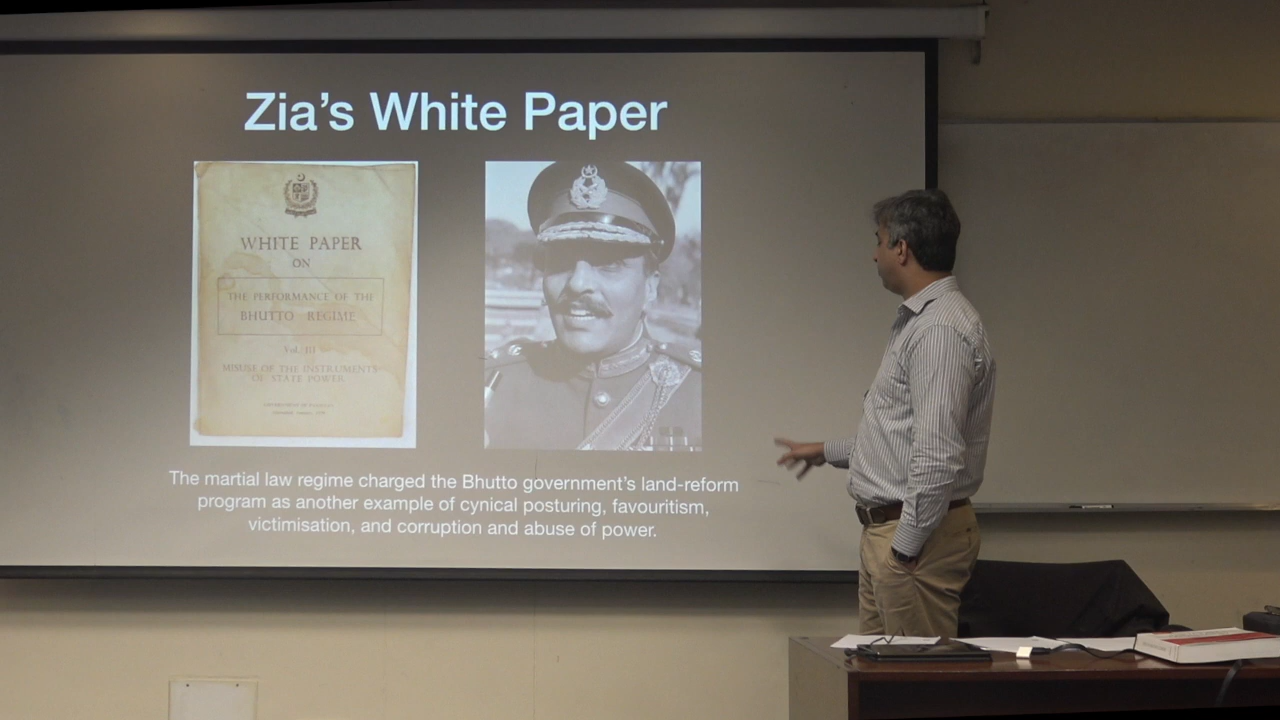 Zia's White Paper
WHITE PAPER
ON
THE PERFORMANCE OF THE
BHUTTO REGIME
Vol. III
MISUSE OF THE INSTRUMENTS
OF STATE POWER
The martial law regime charged the Bhutto government's land-reform
program as another example of cynical posturing, favouritism,
victimisation, and corruption and abuse of power.